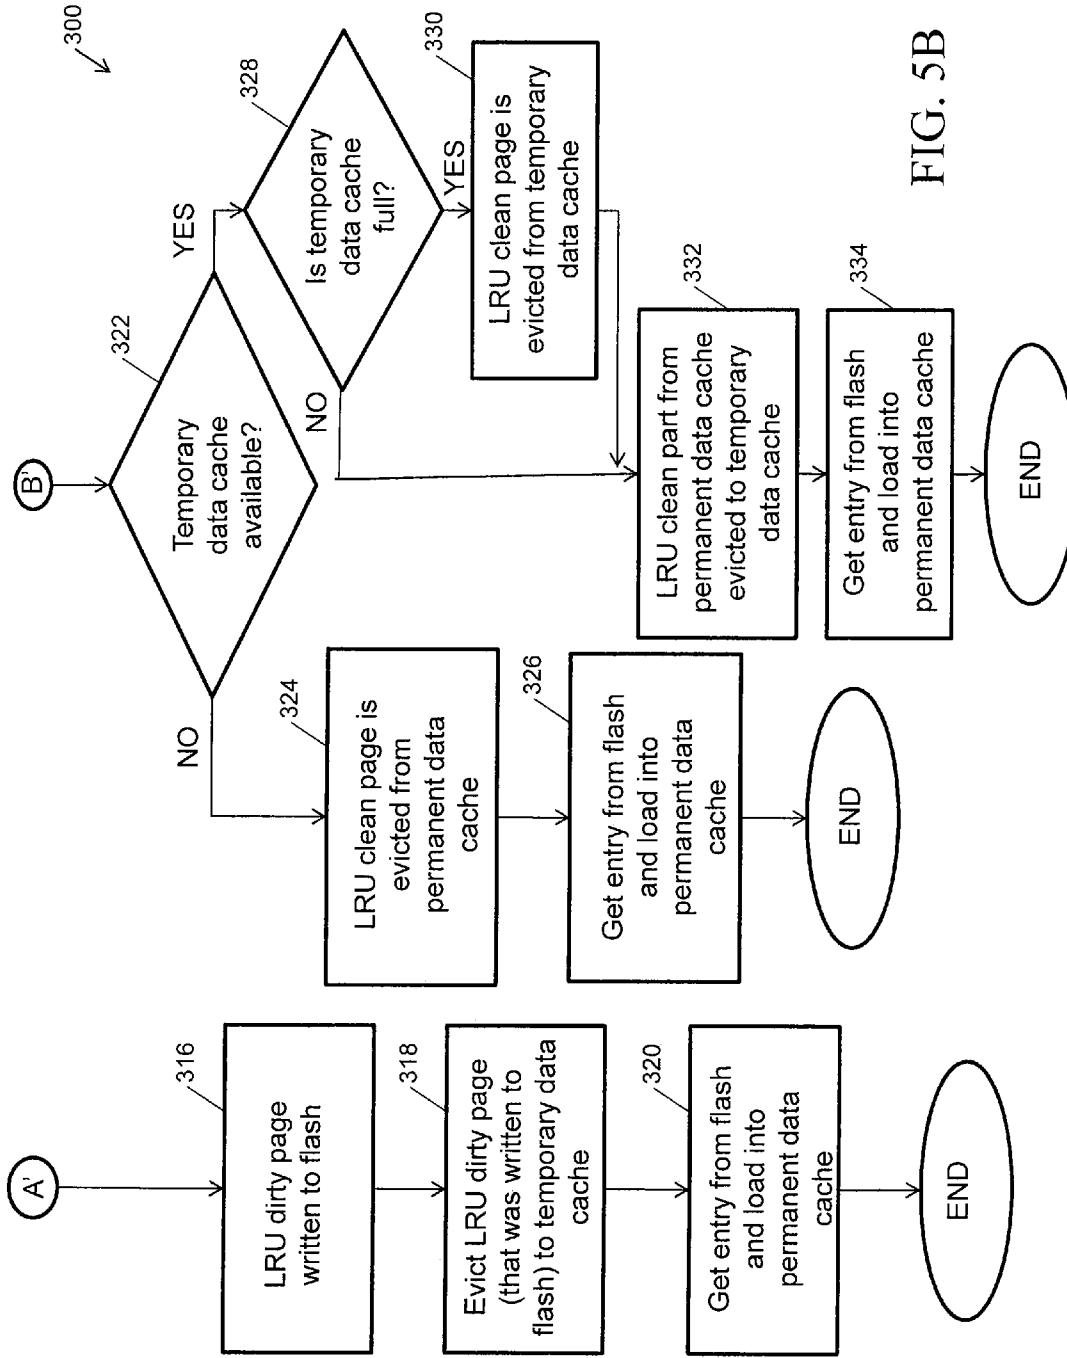 300
A'
316
LRU dirty page
written to flash
318
Evict LRU dirty page
(that was written to
flash) to temporary data
cache
320
Get entry from flash
and load into
permanent data
cache
END
B'
322
Temporary
data cache
available?
NO
YES
324
LRU clean page is
evicted from
permanent data
cache
326
Get entry from flash
and load into
permanent data
cache
END
328
Is temporary
data cache
full?
NO
YES
330
LRU clean page is
evicted from temporary
data cache
332
LRU clean part from
permanent data cache
evicted to temporary
data cache
334
Get entry from flash
and load into
permanent data cache
END
FIG. 5B